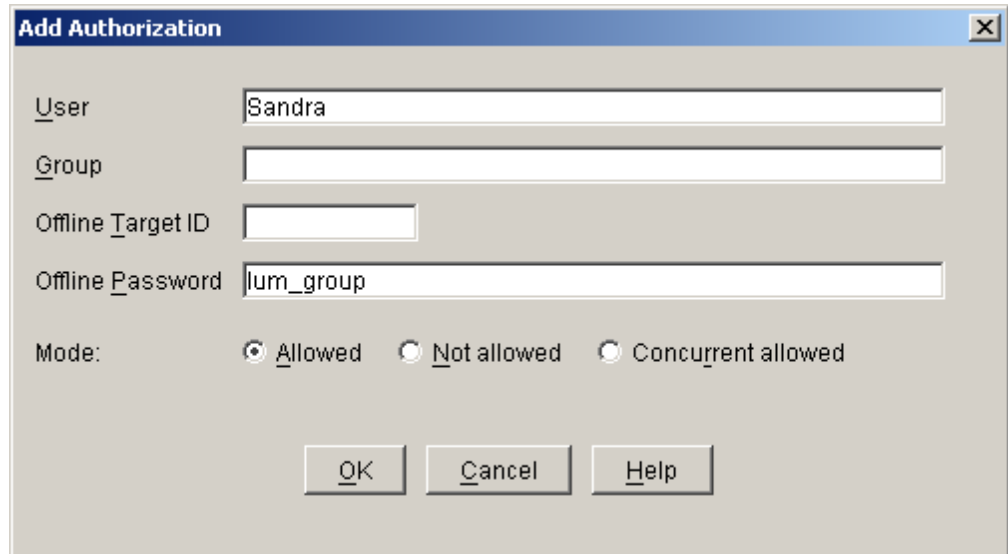 Add Authorization
User Sandra
Group
Offline Target ID
Offline Password lum_group
Mode: Allowed Not allowed Concurrent allowed
OK Cancel Help